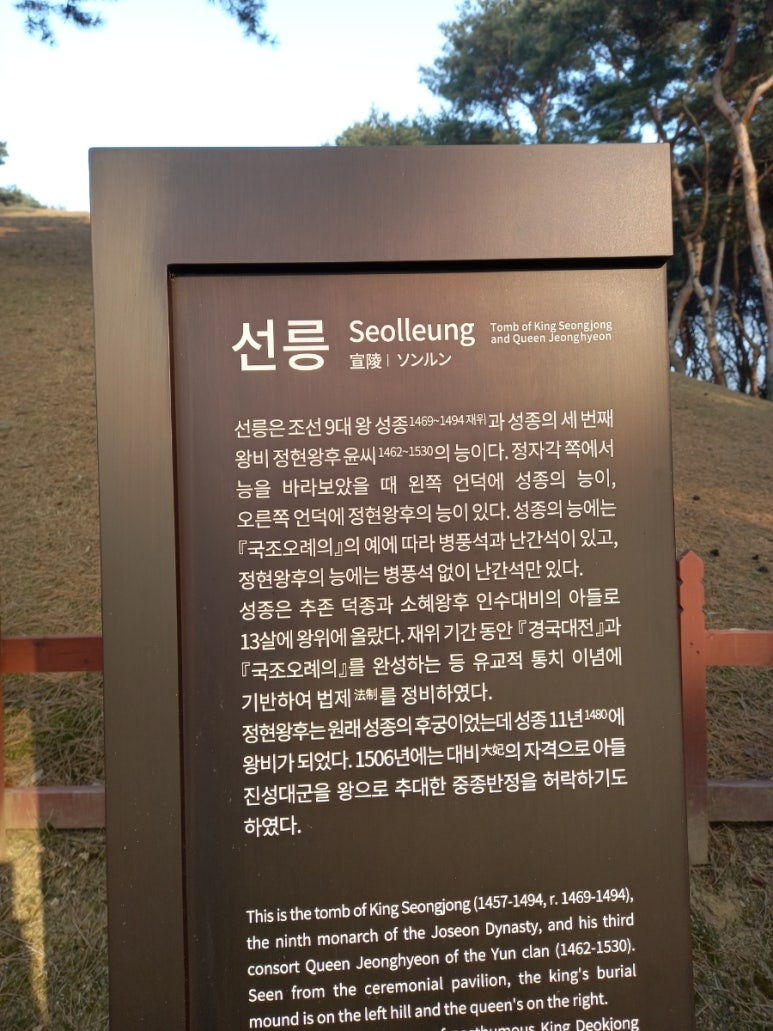 선릉 Seolleung Tomb of King Seongjong
and Queen Jeonghyeon
宣陵 | ソンルン
선릉은 조선 9대 왕 성종 1469~1494 재위과 성종의 세 번째
왕비 정현왕후 윤씨 1462~1530의 능이다. 정자각 쪽에서
능을 바라보았을 때 왼쪽 언덕에 성종의 능이,
오른쪽 언덕에 정현왕후의 능이 있다. 성종의 능에는
『국조오례의』의 예에 따라 병풍석과 난간석이 있고,
정현왕후의 능에는 병풍석 없이 난간석만 있다.
성종은 추존 덕종과 소혜왕후 인수대비의 아들로
13살에 왕위에 올랐다. 재위 기간 동안 『경국대전』과
『국조오례의』를 완성하는 등 유교적 통치 이념에
기반하여 법제法制를 정비하였다.
정현왕후는 원래 성종의 후궁이었는데 성종 11년1480에
왕비가 되었다. 1506년에는 대비大妃의 자격으로 아들
진성대군을 왕으로 추대한 중종반정을 허락하기도
하였다.
This is the tomb of King Seongjong (1457-1494, r. 1469-1494),
the ninth monarch of the Joseon Dynasty, and his third
consort Queen Jeonghyeon of the Yun clan (1462-1530).
Seen from the ceremonial pavilion, the king's burial
mound is on the left hill and the queen's on the right.
of posthumous King Deokjong